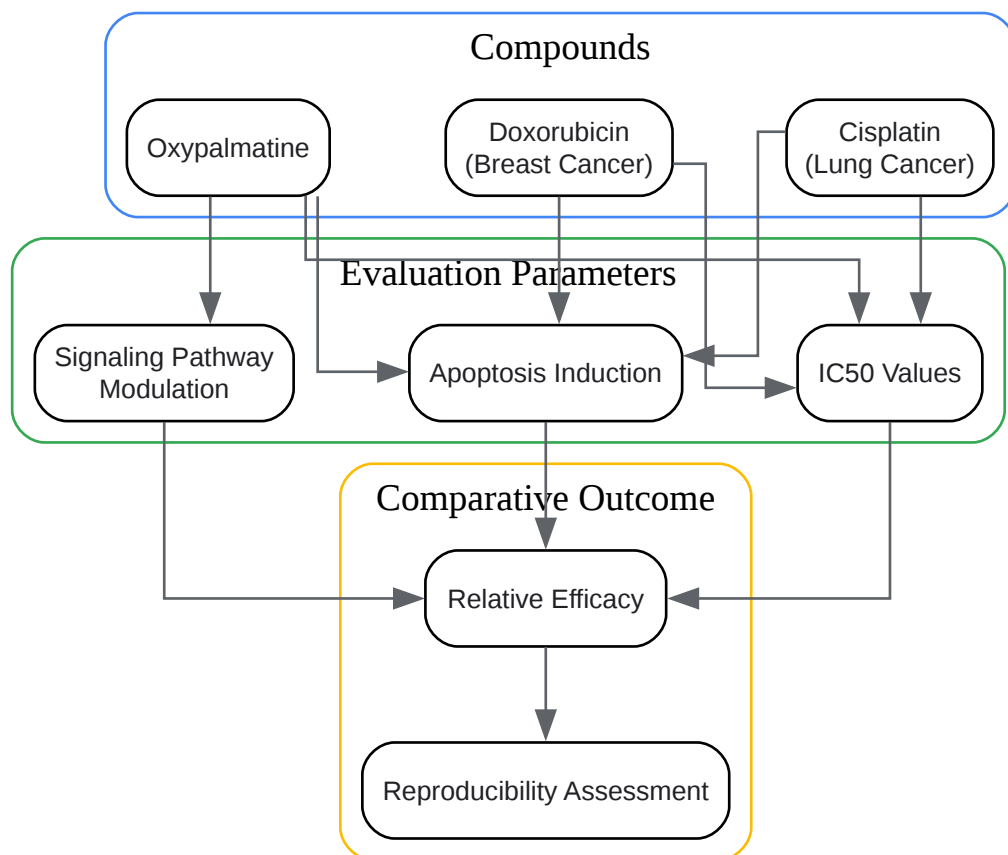 Compounds
Oxypalmatine
Doxorubicin
(Breast Cancer)
Cisplatin
(Lung Cancer)
Evaluation Parameters
Signaling Pathway
Modulation
Apoptosis Induction
IC50 Values
Comparative Outcome
Relative Efficacy
Reproducibility Assessment